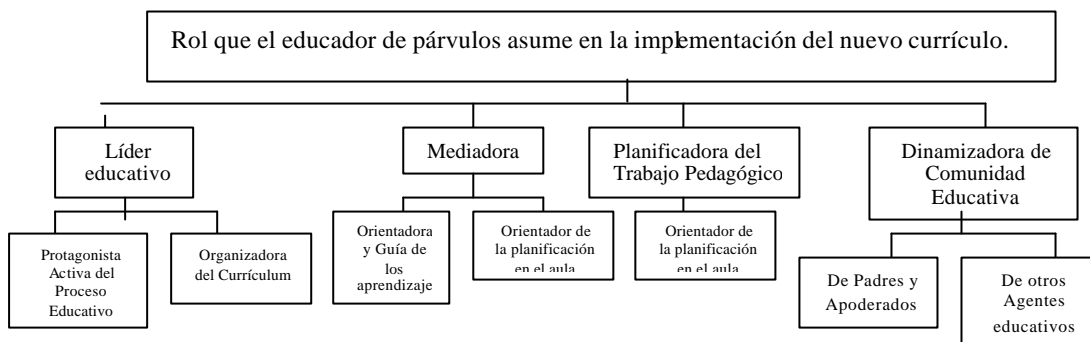 Rol que el educador de párvulos asume en la implementación del nuevo currículo.
Líder
educativo
Mediadora
Planificadora del
Trabajo Pedagógico
Dinamizadora de
Comunidad
Educativa
Protagonista
Activa del
Proceso
Educativo
Organizadora
del Currículum
Orientadora
y Guía de
los
aprendizaje
Orientador de
la planificación
en el aula
Orientador de
la planificación
en el aula
De Padres y
Apoderados
De otros
Agentes
educativos